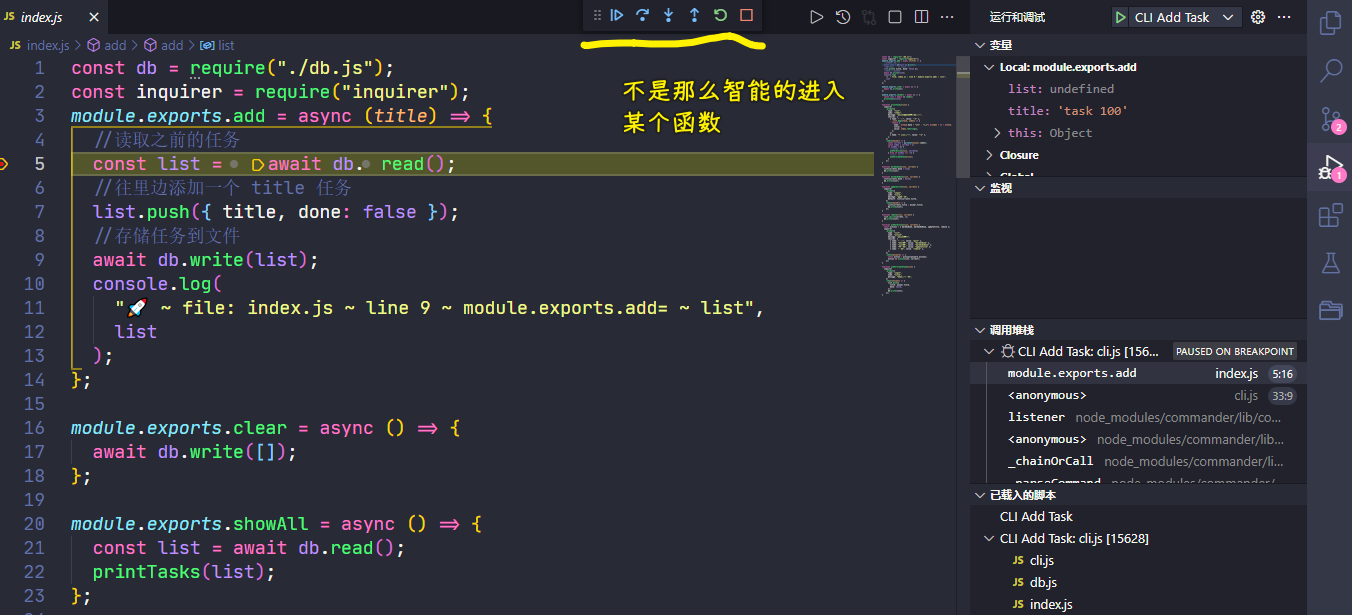 JS index.js
运行和调试
CLI Add Task
JS index.js > add > add > list
1 const db = require("./db.js");
2 const inquirer = require("inquirer");
3 module.exports.add = async (title) => {
4 //读取之前的任务
5 const list = await db. read();
6 //往里边添加一个 title 任务
7 list.push({ title, done: false });
8 //存储任务到文件
9 await db.write(list);
10 console.log(
11 "🚀 ~ file: index.js ~ line 9 ~ module.exports.add= ~ list",
12 list
13 );
14 };
15
16 module.exports.clear = async () => {
17 await db.write([]);
18 };
19
20 module.exports.showAll = async () => {
21 const list = await db.read();
22 printTasks(list);
23 };
不是那么智能的进入
某个函数
变量
Local: module.exports.add
list: undefined
title: 'task 100'
this: Object
Closure
Global
监视
调用堆栈
CLI Add Task: cli.js [156... PAUSED ON BREAKPOINT
module.exports.add index.js 5:16
<anonymous> cli.js 33:9
listener node_modules/commander/lib/co...
<anonymous> node_modules/commander/lib...
_chainOrCall node_modules/commander/li...
_parseCommand node_modules/commander/
已载入的脚本
CLI Add Task
CLI Add Task: cli.js [15628]
JS cli.js
JS db.js
JS index.js
2
1